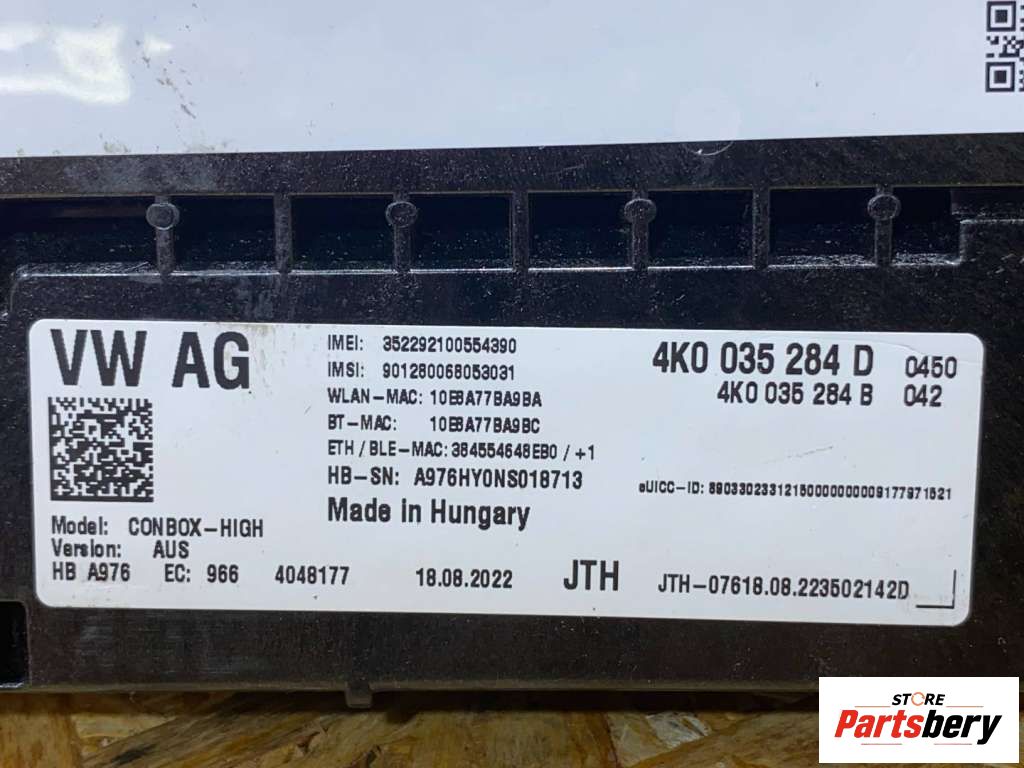 VW AG
IMEI: 352292100554390
IMSI: 901280068053031
WLAN-MAC: 10E8A77BA9BA
BT-MAC: 10E8A77BA9BC
ETH / BLE-MAC: 384554648EB0 / +1
HB-SN: A976HY0NS018713
Made in Hungary
4K0 035 284 D 0450
4K0 035 284 B 042
eUICC-ID: 89033023312150000000009177971521
Model: CONBOX-HIGH
Version: AUS
HB A976 EC: 966 4048177 18.08.2022 JTH JTH-07618.08.223502142D
STORE
Partsbery